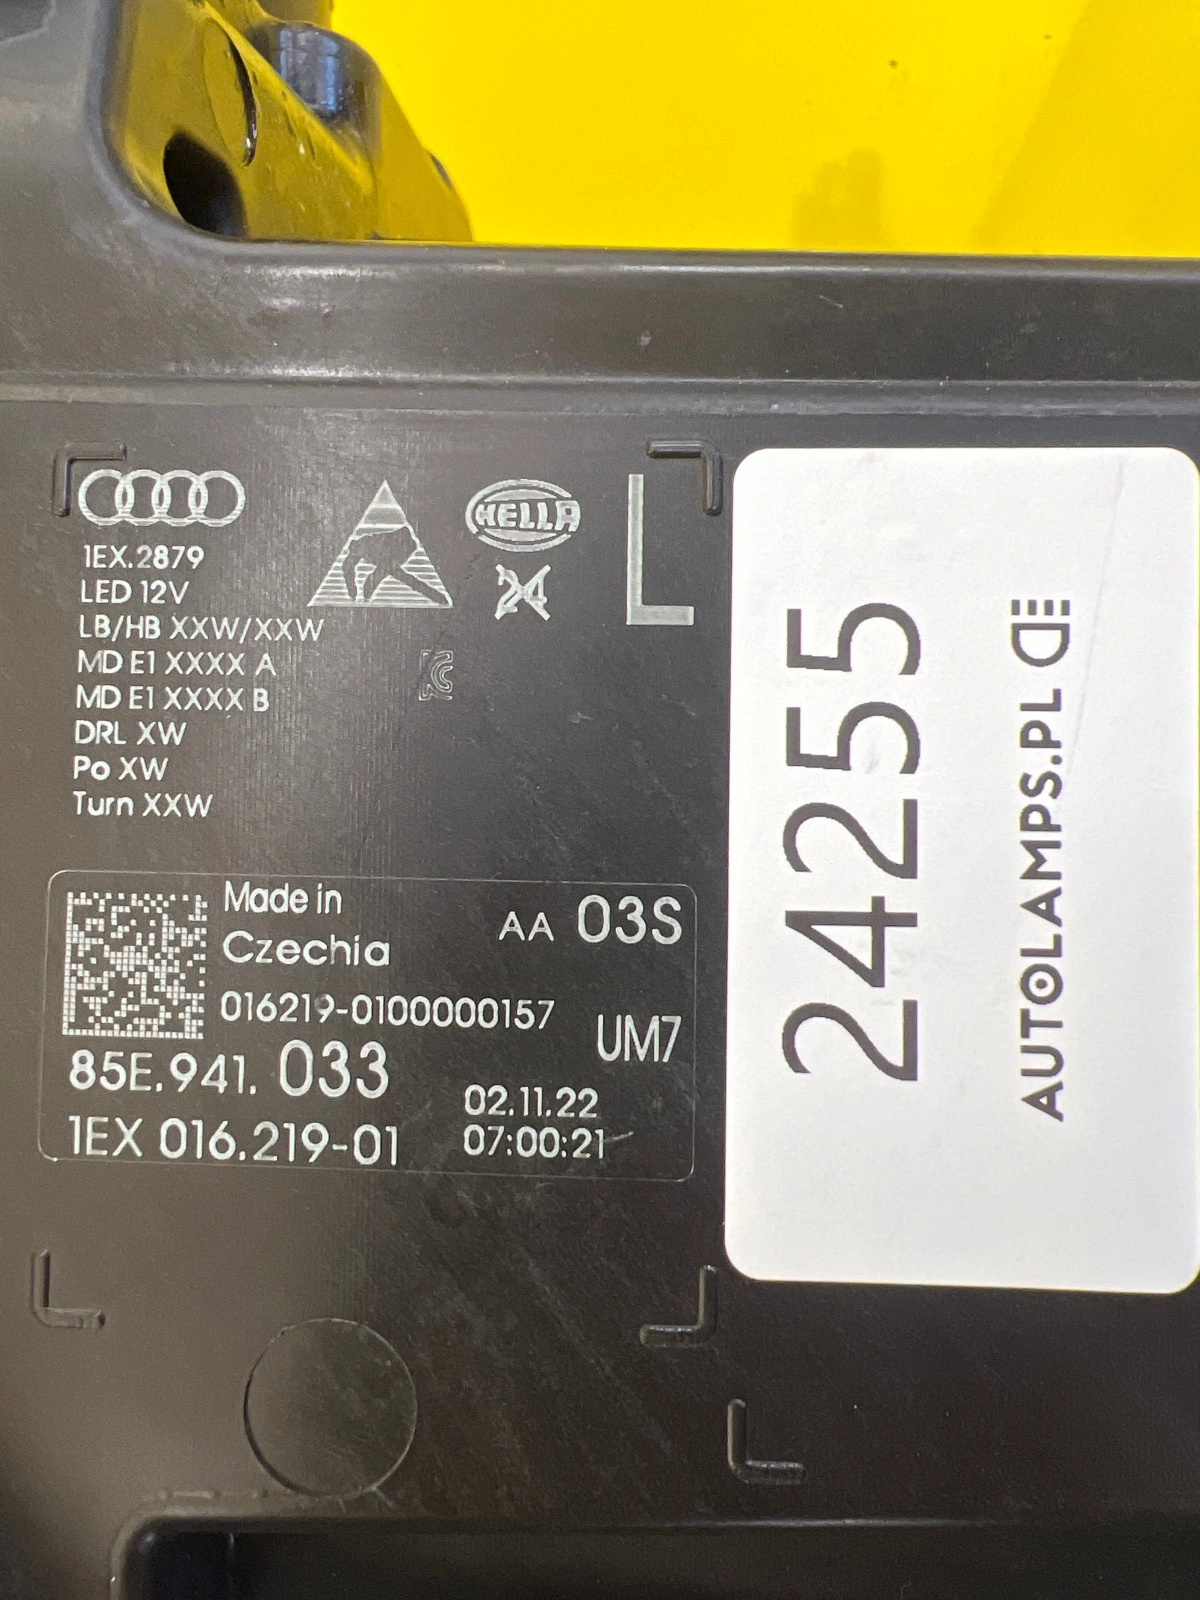 HELLA
24
L
1EX.2879
LED 12V
LB/HB XXW/XXW
MD E1 XXXX A
MD E1 XXXX B
DRL XW
Po XW
Turn XXW
Made in
Czechia
AA 03S
016219-0100000157
UM7
85E.941. 033
02.11.22
1EX 016.219-01
07:00:21
24255
AUTOLAMPS.PL